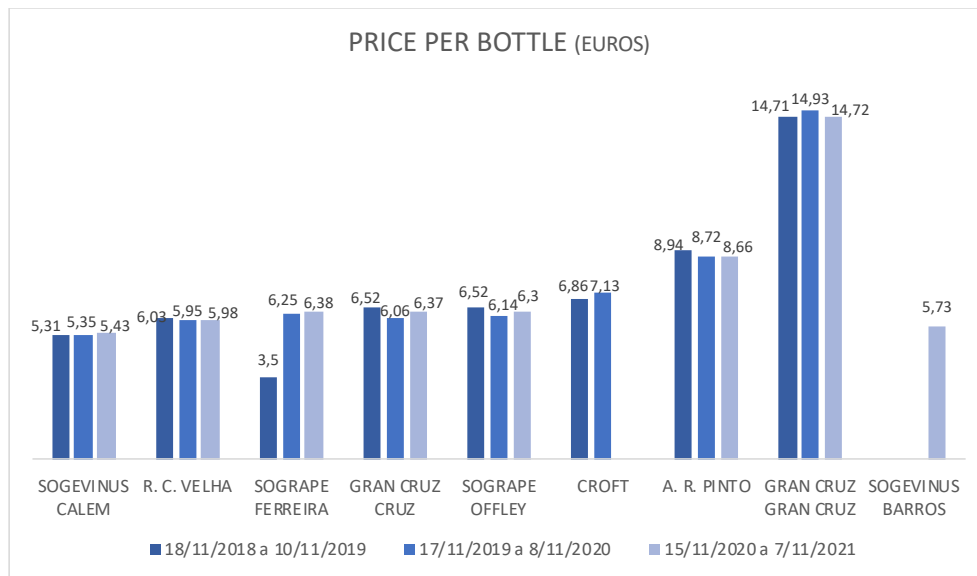 PRICE PER BOTTLE (EUROS)
5,31 5,35 5,43
6,03 5,95 5,98
3,5 6,25 6,38
6,52 6,06 6,37
6,52 6,14 6,3
6,86 7,13
8,94 8,72 8,66
14,71 14,93 14,72
5,73
SOGEVINUS CALEM
R. C. VELHA
SOGRAPE FERREIRA
GRAN CRUZ CRUZ
SOGRAPE OFFLEY
CROFT
A. R. PINTO
GRAN CRUZ GRAN CRUZ
SOGEVINUS BARROS
18/11/2018 a 10/11/2019
17/11/2019 a 8/11/2020
15/11/2020 a 7/11/2021